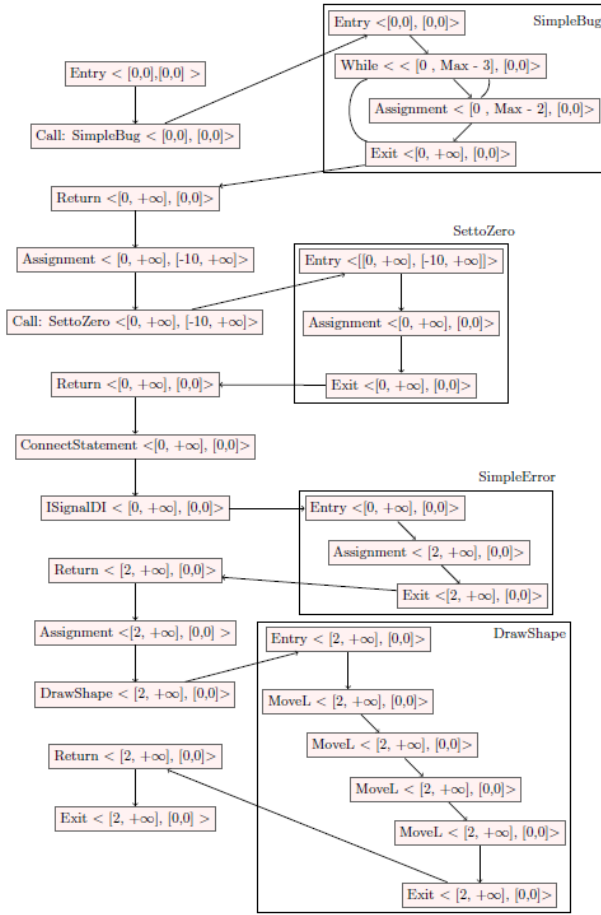 SimpleBug
Entry <[0,0], [0,0]>
While < < [0 , Max - 3], [0,0]>
Entry < [0,0],[0,0] >
Assignment < [0 , Max - 2], [0,0]>
Call: SimpleBug < [0,0], [0,0]>
Exit <[0, +∞), [0,0]>
Return <[0, +∞], [0,0]>
SettoZero
Assignment < [0, +∞], [-10, +∞]>
Entry <[[0, +∞], [-10, +∞]]>
Call: SettoZero <[0, +∞], [-10, +∞]>
Assignment <[0, +∞], [0,0]>
Return <[0, +∞], [0,0]>
Exit <[0, +∞], [0,0]>
ConnectStatement <[0, +∞], [0,0]>
SimpleError
ISignalDI < [0, +∞], [0,0]>
Entry <[0, +∞], [0,0]>
Assignment < [2, +∞], [0,0]>
Return < [2, +∞], [0,0]>
Exit <[2, +∞], [0,0]>
Assignment <[2, +∞], [0,0] >
DrawShape
Entry < [2, +∞], [0,0]>
DrawShape < [2, +∞], [0,0]>
MoveL < [2, +∞], [0,0]>
MoveL < [2, +∞], [0,0]>
Return < [2, +∞], [0,0]>
MoveL < [2, +∞], [0,0]>
Exit < [2, +∞], [0,0] >
MoveL < [2, +∞], [0,0]>
Exit < [2, +∞], [0,0]>